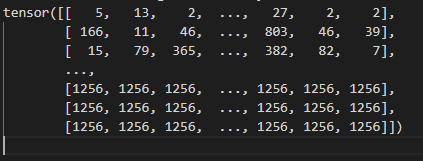 tensor([[   5,   13,    2,  ...,   27,    2,    2],
        [ 166,   11,   46,  ...,  803,   46,   39],
        [  15,   79,  365,  ...,  382,   82,    7],
        ...,
        [1256, 1256, 1256,  ..., 1256, 1256, 1256],
        [1256, 1256, 1256,  ..., 1256, 1256, 1256],
        [1256, 1256, 1256,  ..., 1256, 1256, 1256]])